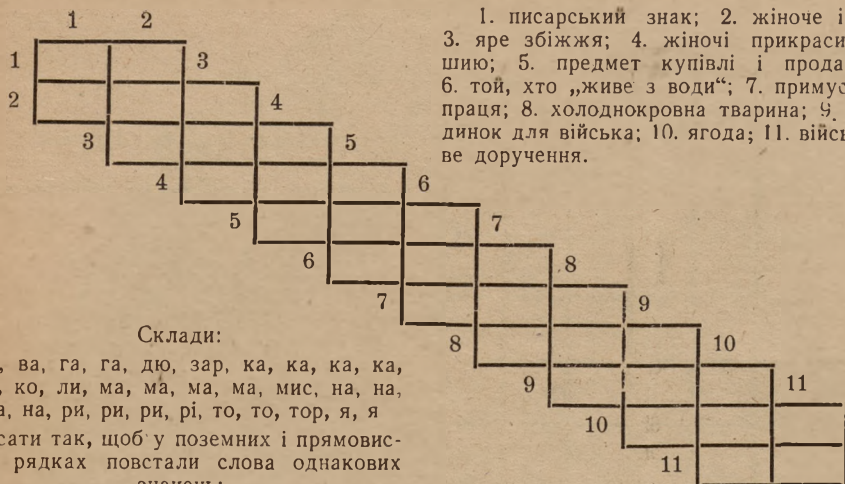 1 2
1. писарський знак; 2. жіноче і
1 3 3. яре збіжжя; 4. жіночі прикраси
2 4 шию; 5. предмет купівлі і прода
3 5 6. той, хто „живе з води“; 7. примус
4 6 праця; 8. холоднокровна тварина; 9.
5 7 динок для війська; 10. ягода; 11. війсь
6 8 ве доручення.
7 9
8 10
9 11
10
11
Склади:
, ва, га, га, дю, зар, ка, ка, ка, ка,
, ко, ли, ма, ма, ма, ма, мис, на, на,
а, на, ри, ри, ри, рі, то, то, тор, я, я
сати так, щоб у поземних і прямовис-
рядках повстали слова однакових